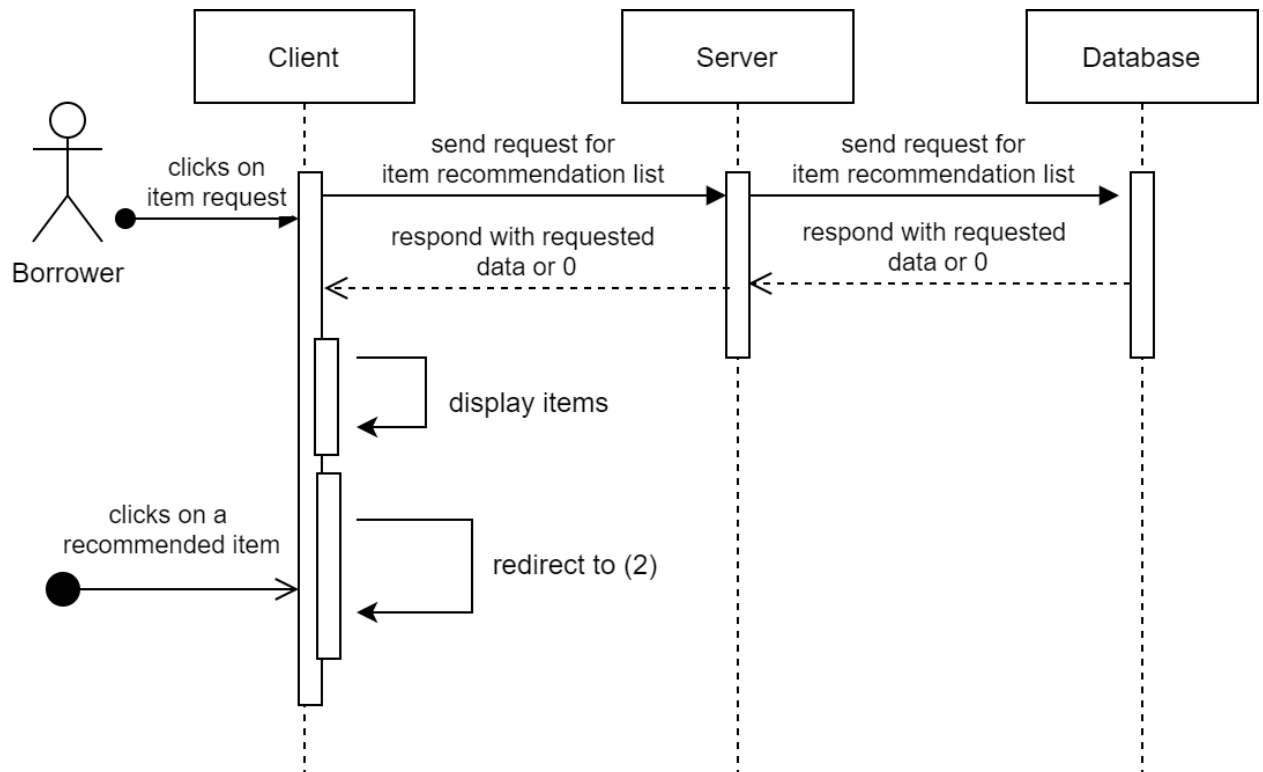 Client
Server
Database
clicks on
item request
Borrower
send request for
item recommendation list
send request for
item recommendation list
respond with requested
data or 0
respond with requested
data or 0
display items
clicks on a
recommended item
redirect to (2)